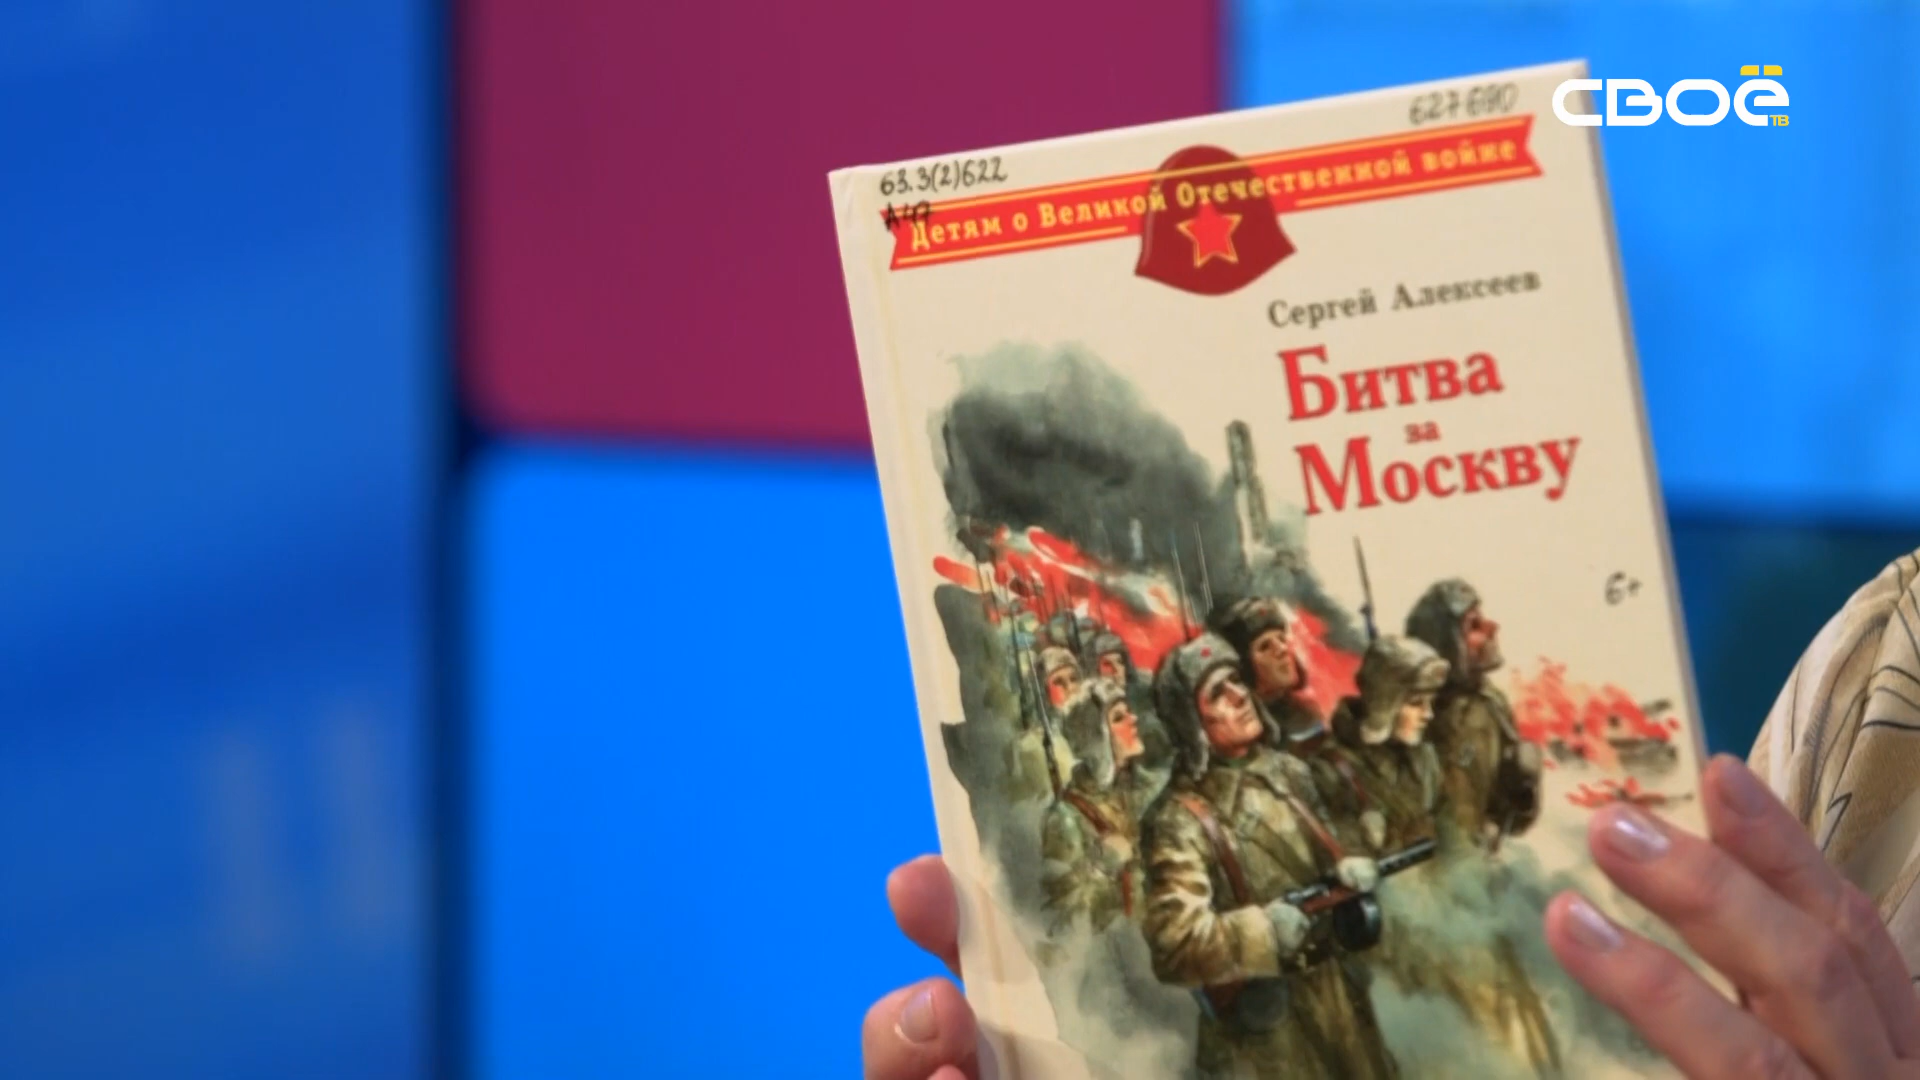 СВОЁ
ТВ
627690
63.3(2)622
А47
Детям о Великой Отечественной войне
Сергей Алексеев
Битва
за
Москву
6+